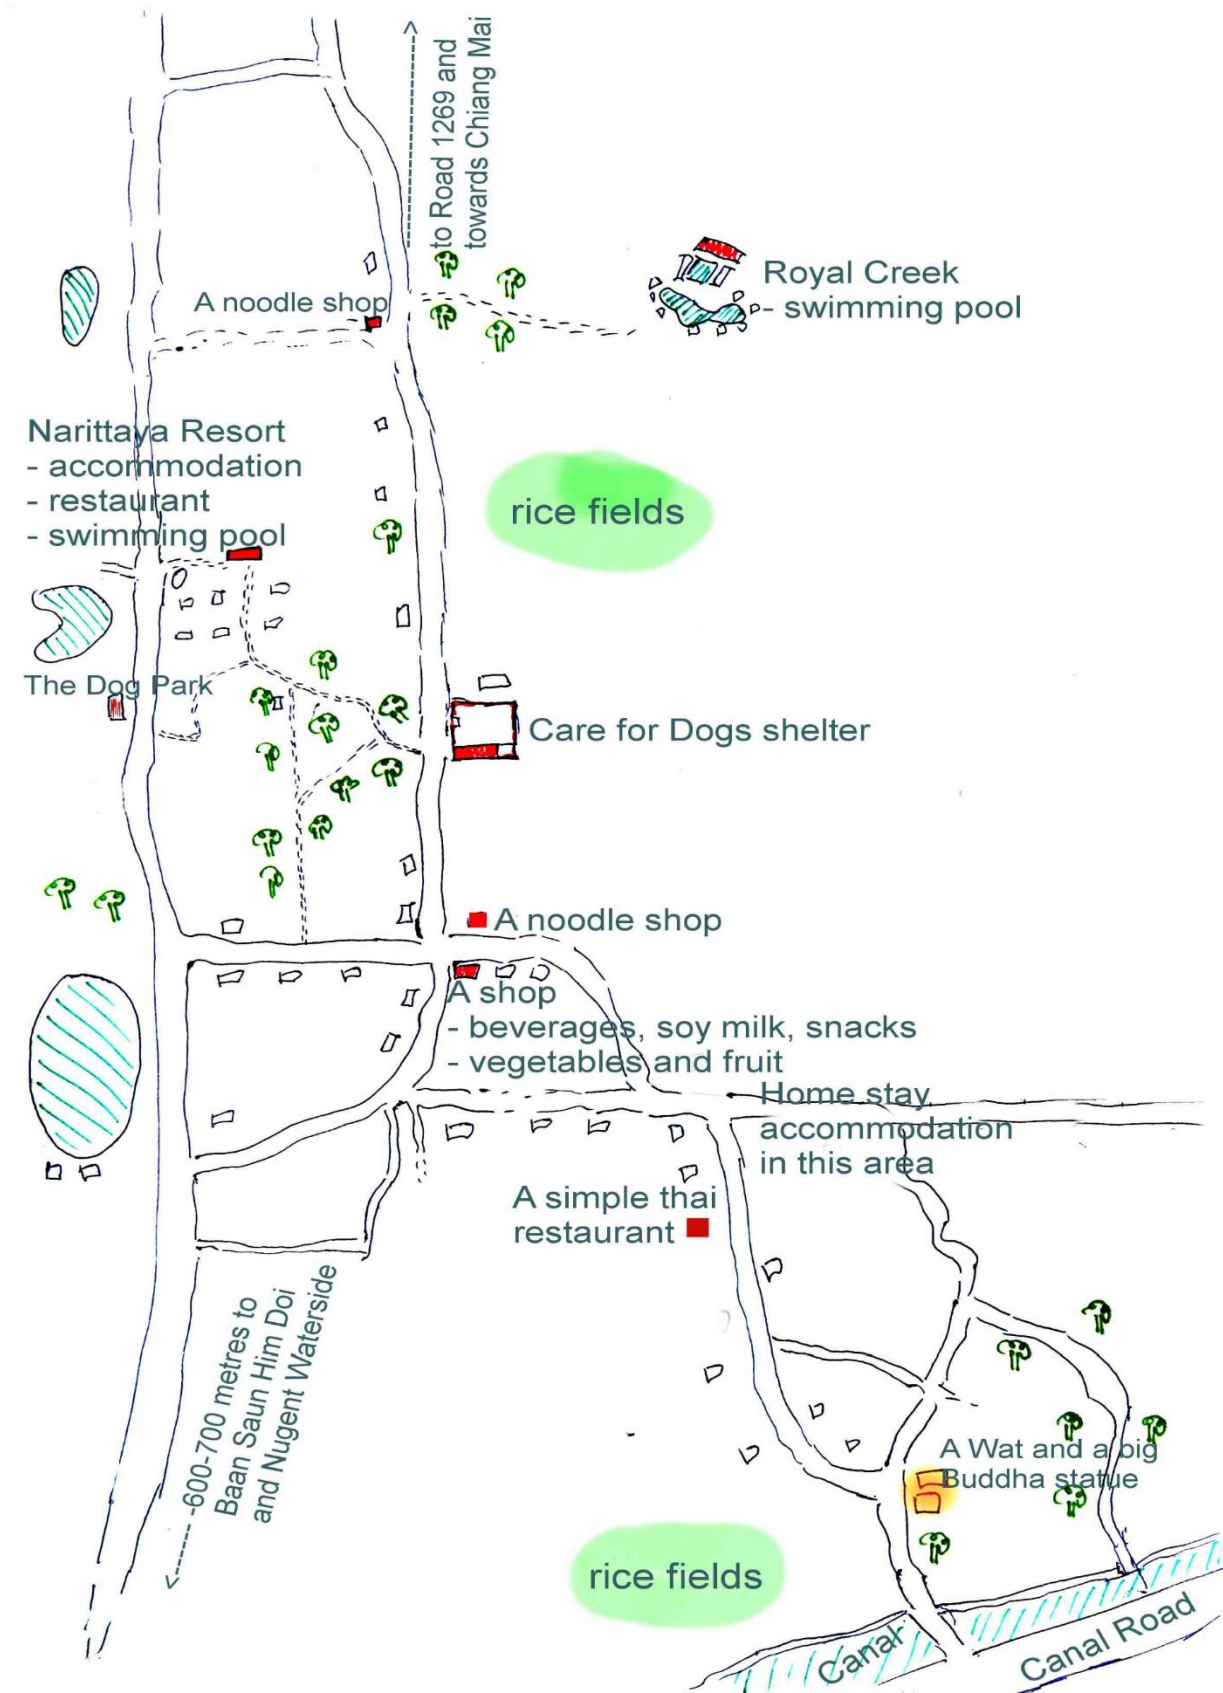 to Road 1269 and
towards Chiang Mai
Royal Creek
- swimming pool
A noodle shop
Narittaya Resort
- accommodation
- restaurant
- swimming pool
rice fields
The Dog Park
Care for Dogs shelter
A noodle shop
A shop
- beverages, soy milk, snacks
- vegetables and fruit
Home stay
accommodation
in this area
A simple thai
restaurant
-600-700 metres to
Baan Saun Him Doi
and Nugent Waterside
A Wat and a big
Buddha statue
rice fields
Canal
Canal Road